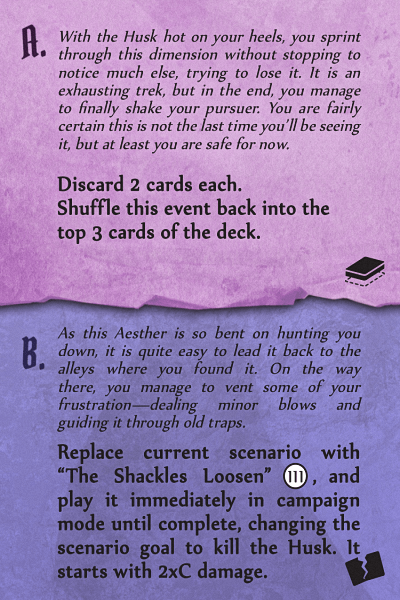 A.
With the Husk hot on your heels, you sprint
through this dimension without stopping to
notice much else, trying to lose it. It is an
exhausting trek, but in the end, you manage
to finally shake your pursuer. You are fairly
certain this is not the last time you'll be seeing
it, but at least you are safe for now.
Discard 2 cards each.
Shuffle this event back into the
top 3 cards of the deck.
B.
As this Aesther is so bent on hunting you
down, it is quite easy to lead it back to the
alleys where you found it. On the way
there, you manage to vent some of your
frustration—dealing minor blows and
guiding it through old traps.
Replace current scenario with
“The Shackles Loosen” III, and
play it immediately in campaign
mode until complete, changing the
scenario goal to kill the Husk. It
starts with 2xC damage.